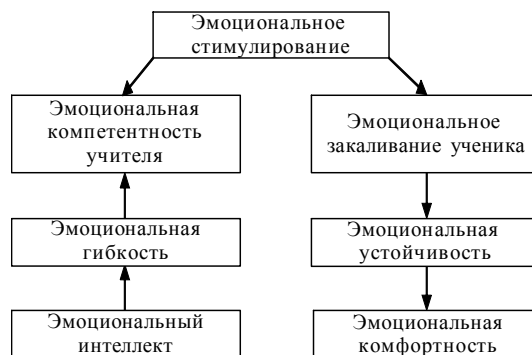 Эмоциональное
стимулирование
Эмоциональная
компетентность
учителя
Эмоциональное
закаливание ученика
Эмоциональная
гибкость
Эмоциональная
устойчивость
Эмоциональный
интеллект
Эмоциональная
комфортность